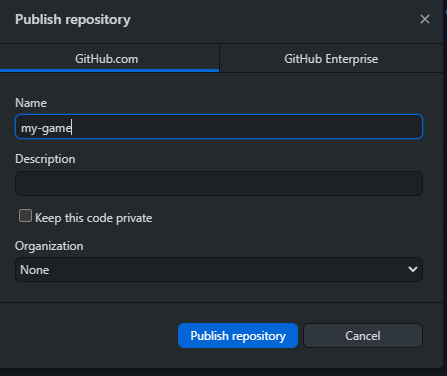 Publish repository
GitHub.com
GitHub Enterprise
Name
my-game
Description
Keep this code private
Organization
None
Publish repository
Cancel